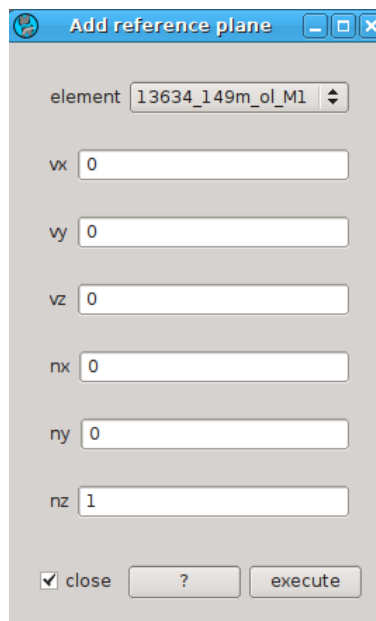 Add reference plane
element 13634_149m_ol_M1
vx 0
vy 0
vz 0
nx 0
ny 0
nz 1
close ? execute